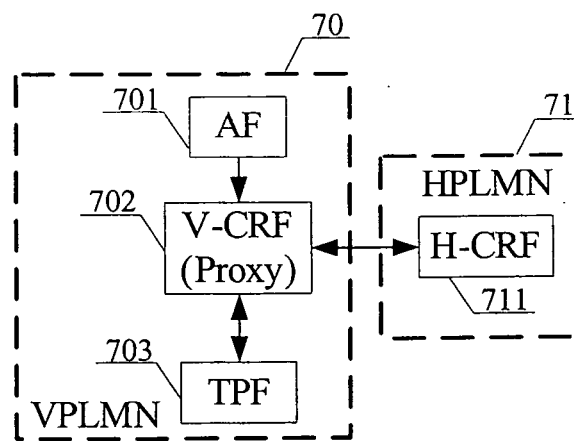 70
701
AF
71
HPLMN
702
V-CRF
(Proxy)
H-CRF
711
703
TPF
VPLMN